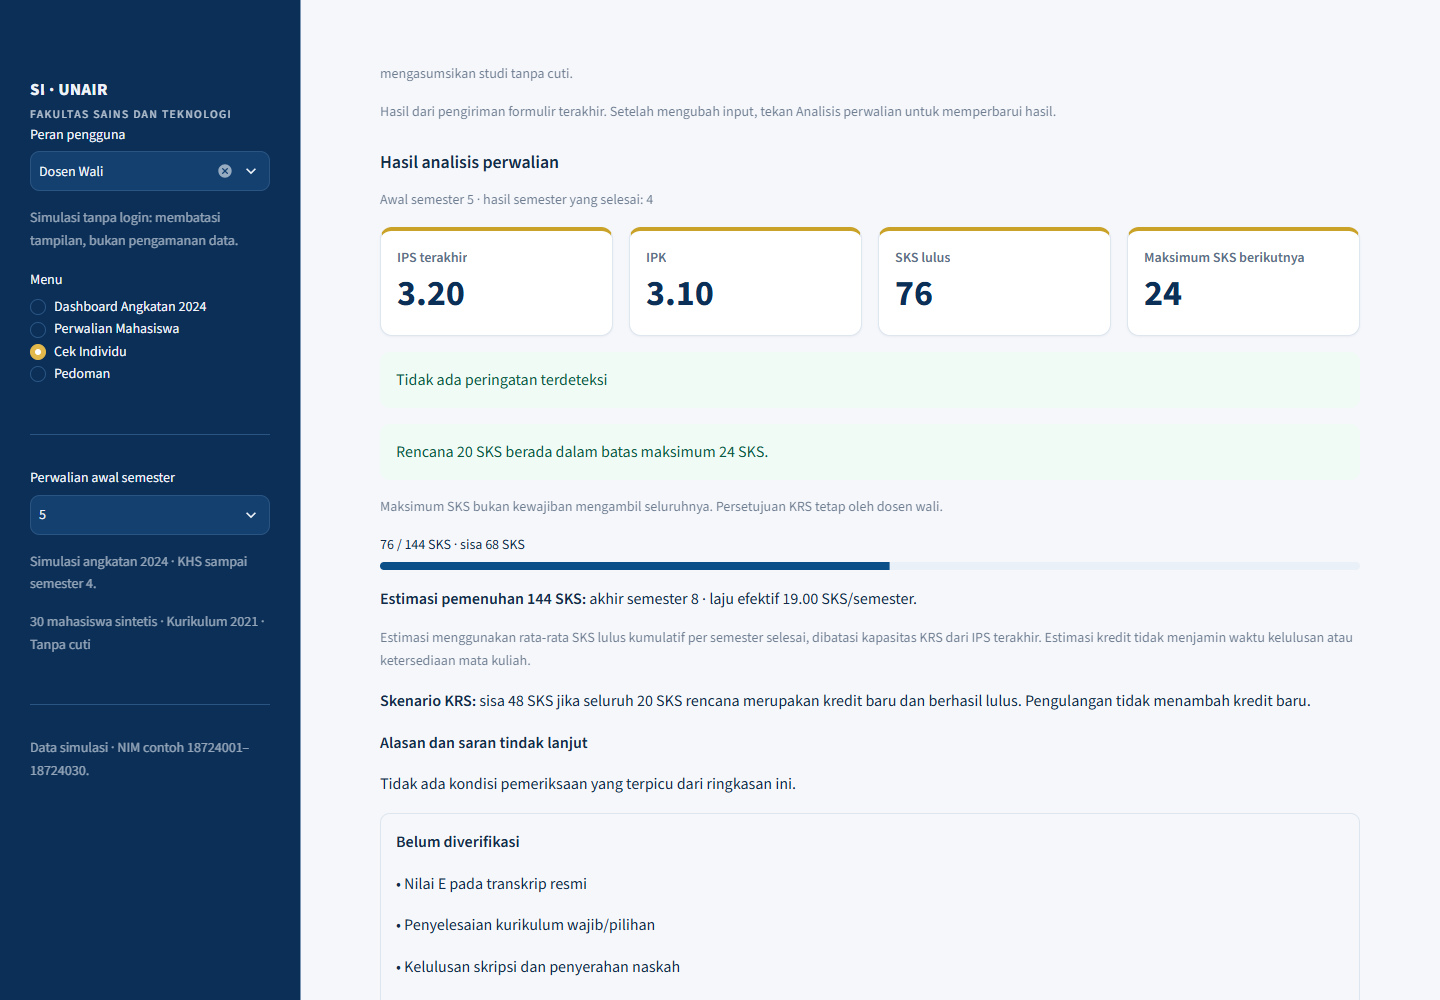 SI · UNAIR
FAKULTAS SAINS DAN TEKNOLOGI
Peran pengguna
Dosen Wali
Simulasi tanpa login: membatasi
tampilan, bukan pengamanan data.
Menu
Dashboard Angkatan 2024
Perwalian Mahasiswa
Cek Individu
Pedoman
Perwalian awal semester
5
Simulasi angkatan 2024 · KHS sampai
semester 4.
30 mahasiswa sintetis · Kurikulum 2021 ·
Tanpa cuti
Data simulasi · NIM contoh 18724001–
18724030.
mengasumsikan studi tanpa cuti.
Hasil dari pengiriman formulir terakhir. Setelah mengubah input, tekan Analisis perwalian untuk memperbarui hasil.
Hasil analisis perwalian
Awal semester 5 · hasil semester yang selesai: 4
IPS terakhir
3.20
IPK
3.10
SKS lulus
76
Maksimum SKS berikutnya
24
Tidak ada peringatan terdeteksi
Rencana 20 SKS berada dalam batas maksimum 24 SKS.
Maksimum SKS bukan kewajiban mengambil seluruhnya. Persetujuan KRS tetap oleh dosen wali.
76 / 144 SKS · sisa 68 SKS
Estimasi pemenuhan 144 SKS: akhir semester 8 · laju efektif 19.00 SKS/semester.
Estimasi menggunakan rata-rata SKS lulus kumulatif per semester selesai, dibatasi kapasitas KRS dari IPS terakhir. Estimasi kredit tidak menjamin waktu kelulusan atau
ketersediaan mata kuliah.
Skenario KRS: sisa 48 SKS jika seluruh 20 SKS rencana merupakan kredit baru dan berhasil lulus. Pengulangan tidak menambah kredit baru.
Alasan dan saran tindak lanjut
Tidak ada kondisi pemeriksaan yang terpicu dari ringkasan ini.
Belum diverifikasi
• Nilai E pada transkrip resmi
• Penyelesaian kurikulum wajib/pilihan
• Kelulusan skripsi dan penyerahan naskah